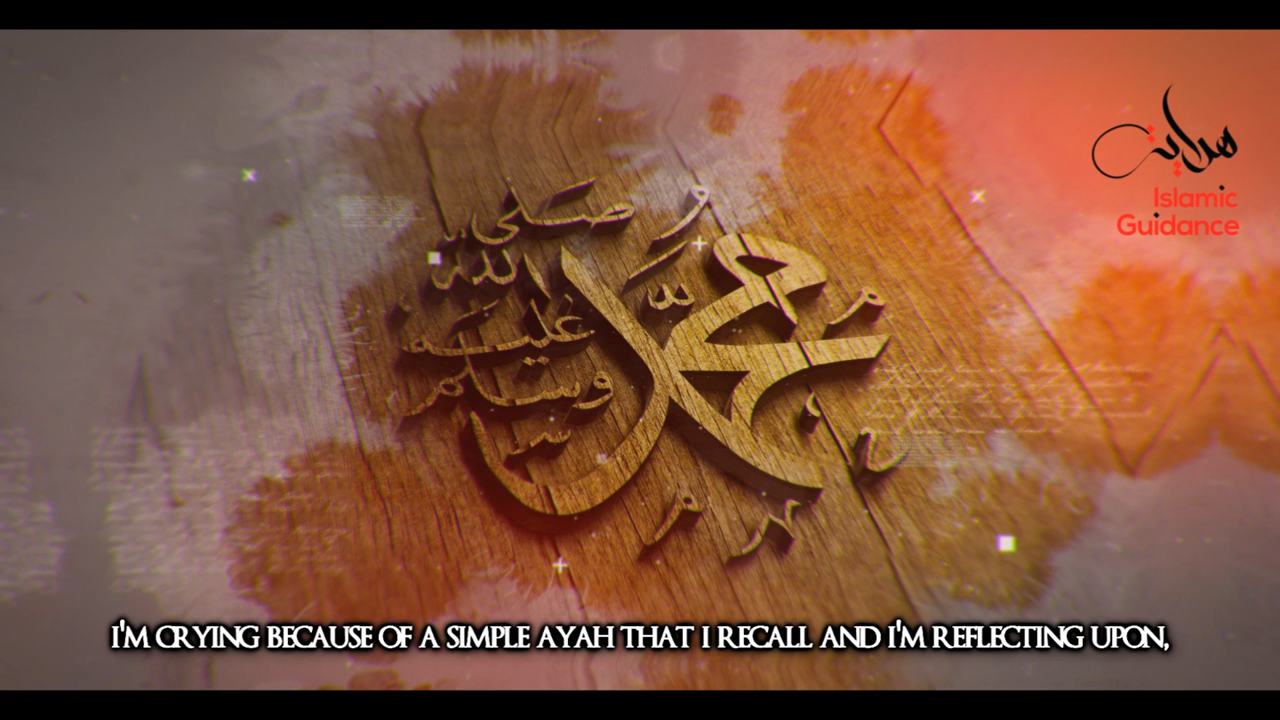 هداية
Islamic
Guidance
محمد
صلى
الله
عليه
وسلم
I'M CRYING BECAUSE OF A SIMPLE AYAH THAT I RECALL AND I'M REFLECTING UPON,